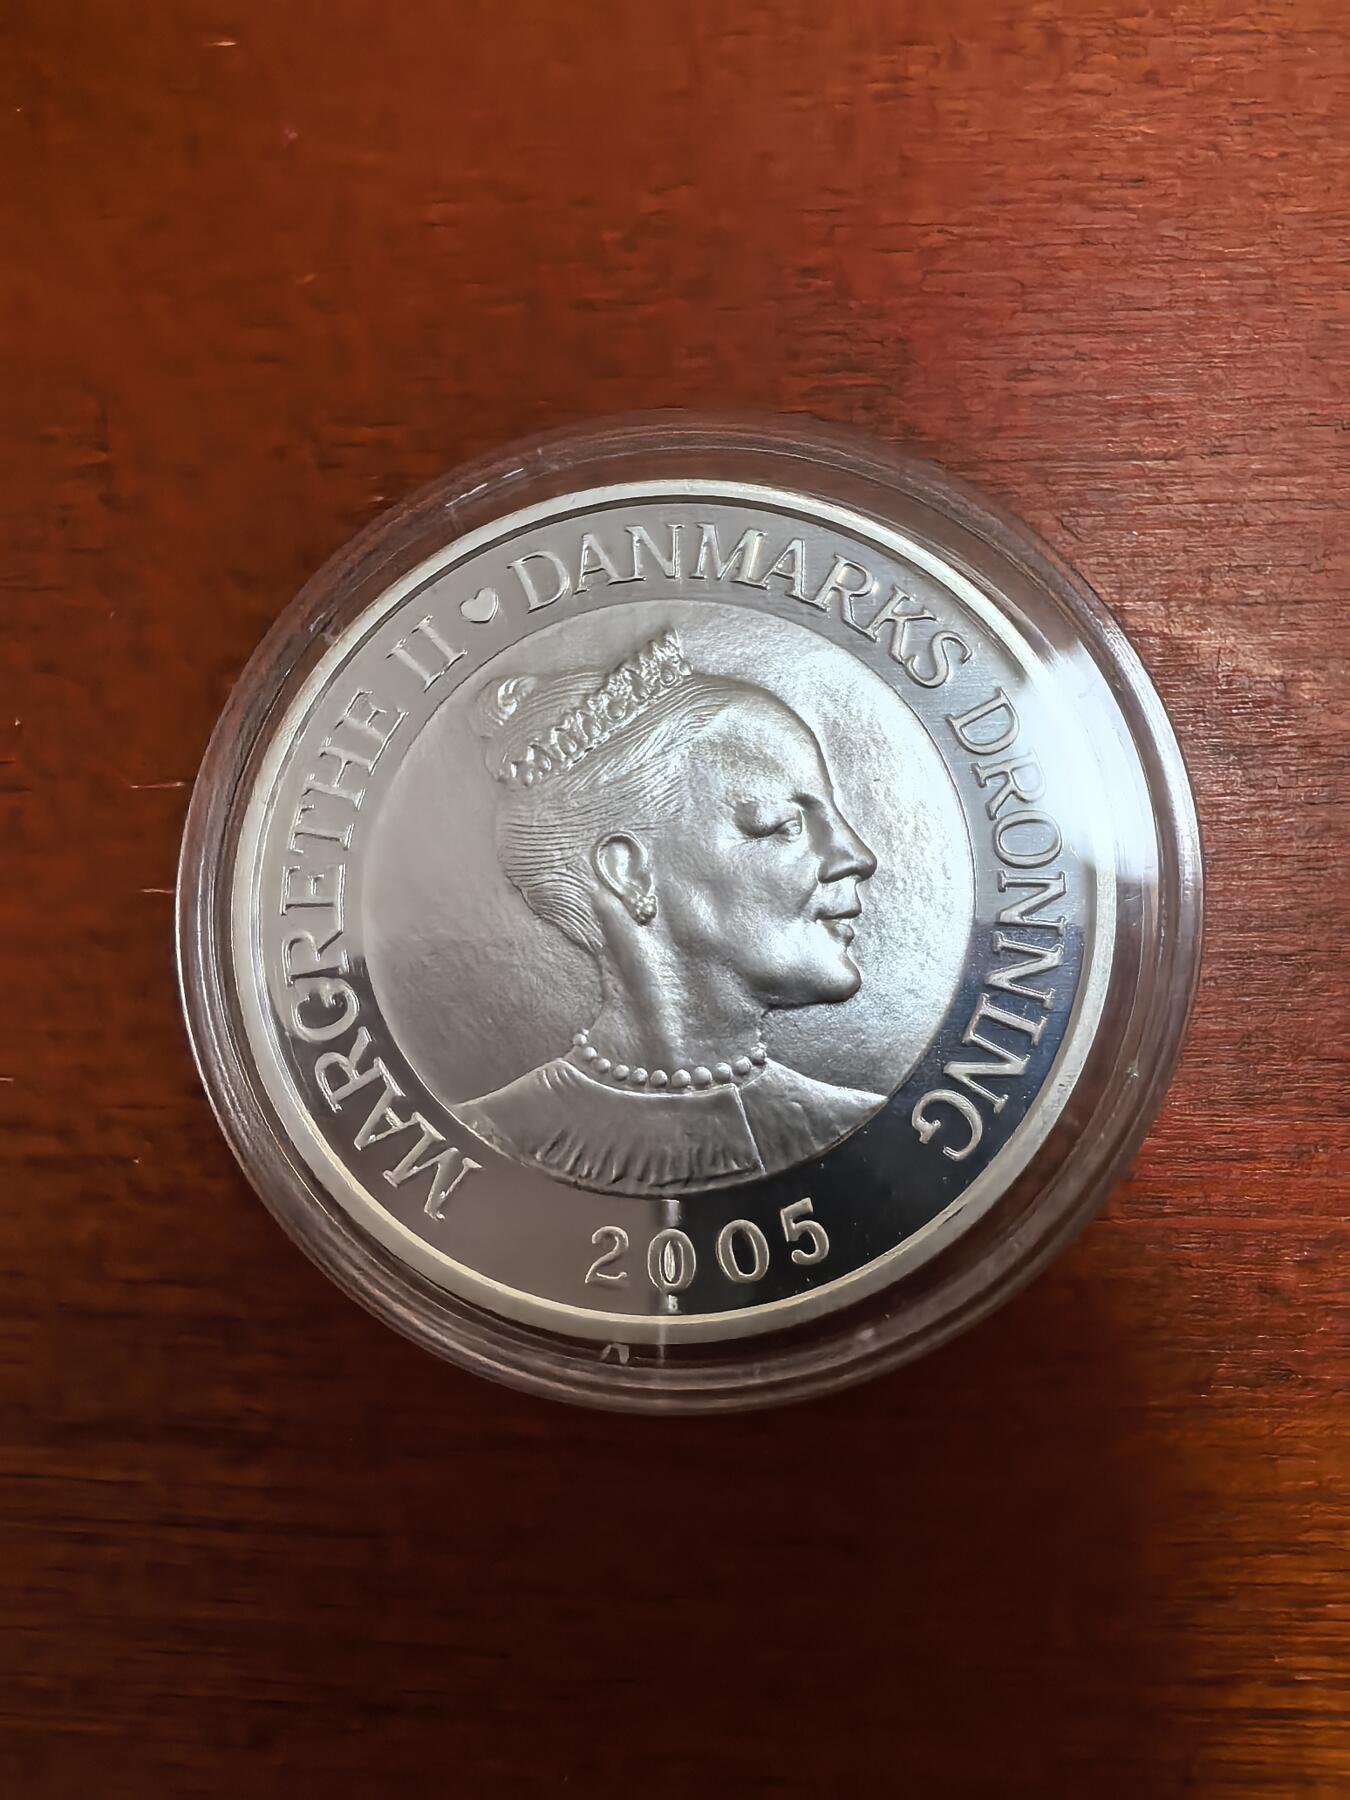 MARGRETHE II ♥ DANMARKS DRONNING
2005